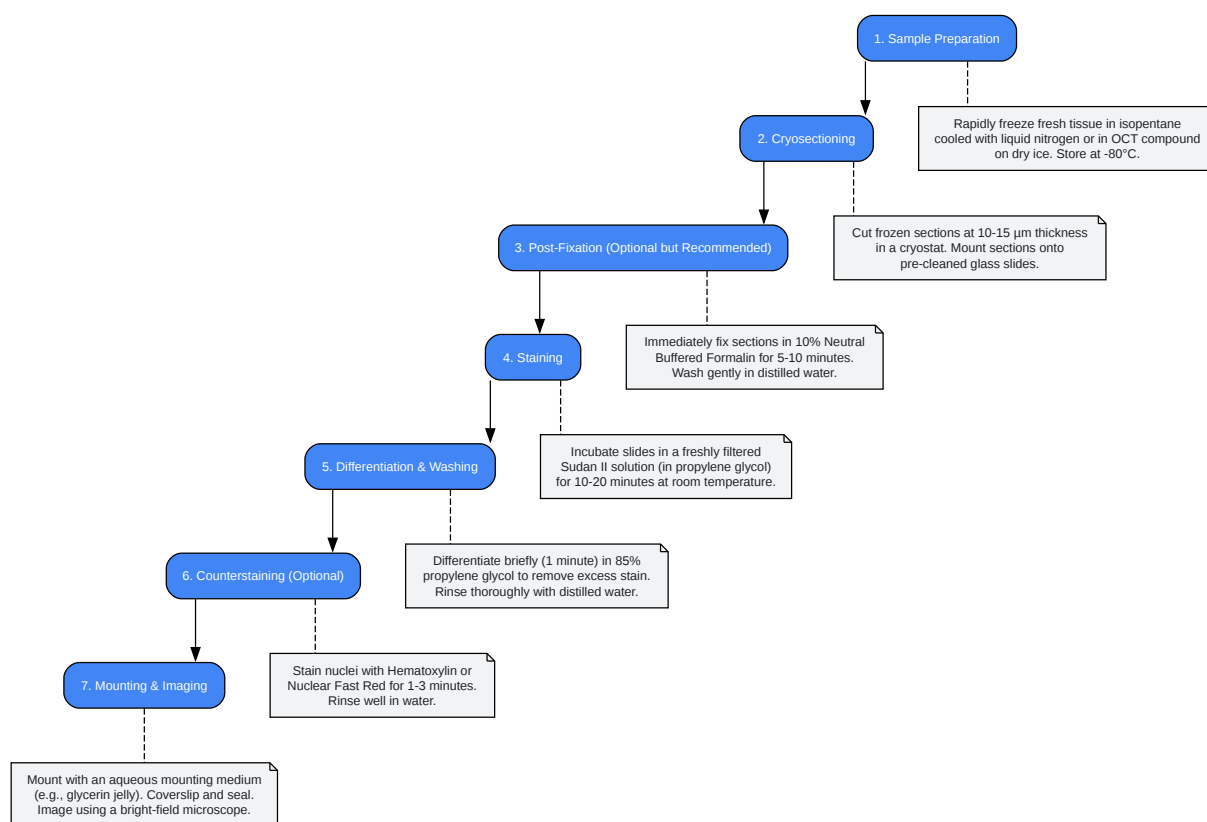 1. Sample Preparation
Rapidly freeze fresh tissue in isopentane
cooled with liquid nitrogen or in OCT compound
on dry ice. Store at -80°C.
2. Cryosectioning
Cut frozen sections at 10-15 µm thickness
in a cryostat. Mount sections onto
pre-cleaned glass slides.
3. Post-Fixation (Optional but Recommended)
Immediately fix sections in 10% Neutral
Buffered Formalin for 5-10 minutes.
Wash gently in distilled water.
4. Staining
Incubate slides in a freshly filtered
Sudan II solution (in propylene glycol)
for 10-20 minutes at room temperature.
5. Differentiation & Washing
Differentiate briefly (1 minute) in 85%
propylene glycol to remove excess stain.
Rinse thoroughly with distilled water.
6. Counterstaining (Optional)
Stain nuclei with Hematoxylin or
Nuclear Fast Red for 1-3 minutes.
Rinse well in water.
7. Mounting & Imaging
Mount with an aqueous mounting medium
(e.g., glycerin jelly). Coverslip and seal.
Image using a bright-field microscope.